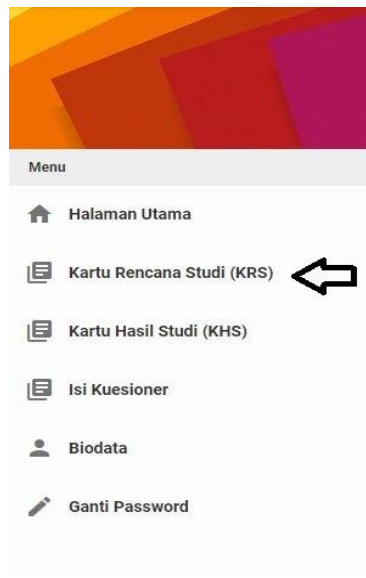 Menu
Halaman Utama
Kartu Rencana Studi (KRS)
Kartu Hasil Studi (KHS)
Isi Kuesioner
Biodata
Ganti Password